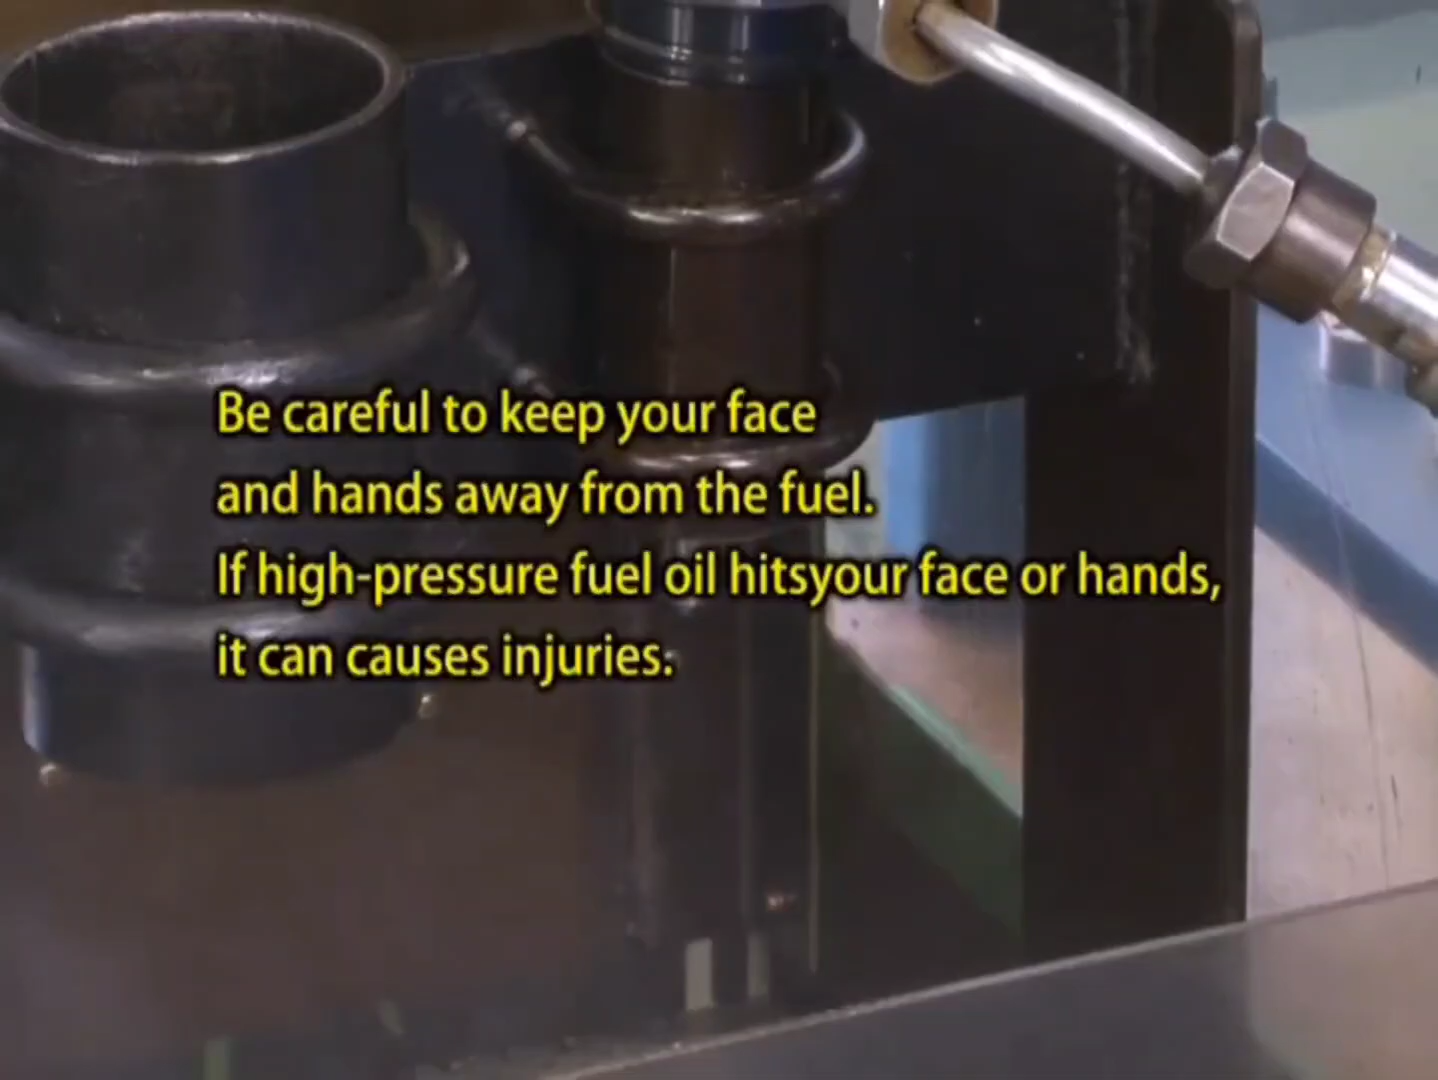 Be careful to keep your face
and hands away from the fuel.
If high-pressure fuel oil hitsyour face or hands,
it can causes injuries.